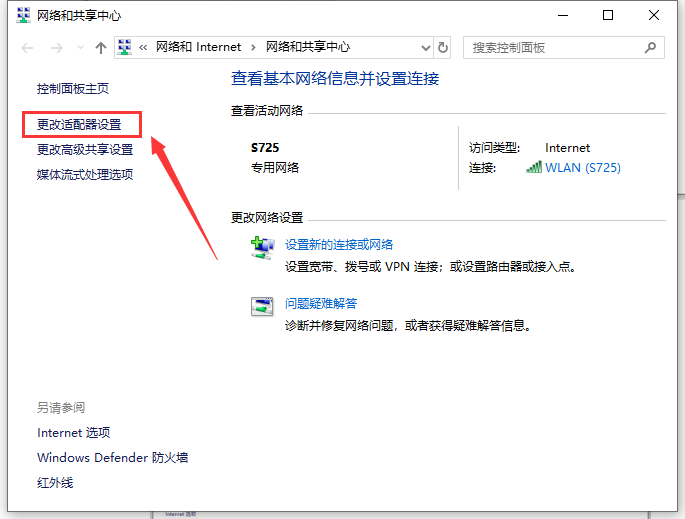 网络和共享中心
« 网络和 Internet › 网络和共享中心
搜索控制面板
控制面板主页
更改适配器设置
更改高级共享设置
媒体流式处理选项
查看基本网络信息并设置连接
查看活动网络
S725
专用网络
访问类型: Internet
连接: WLAN (S725)
更改网络设置
设置新的连接或网络
设置宽带、拨号或 VPN 连接；或设置路由器或接入点。
问题疑难解答
诊断并修复网络问题，或者获得疑难解答信息。
另请参阅
Internet 选项
Windows Defender 防火墙
红外线
Internet 选项